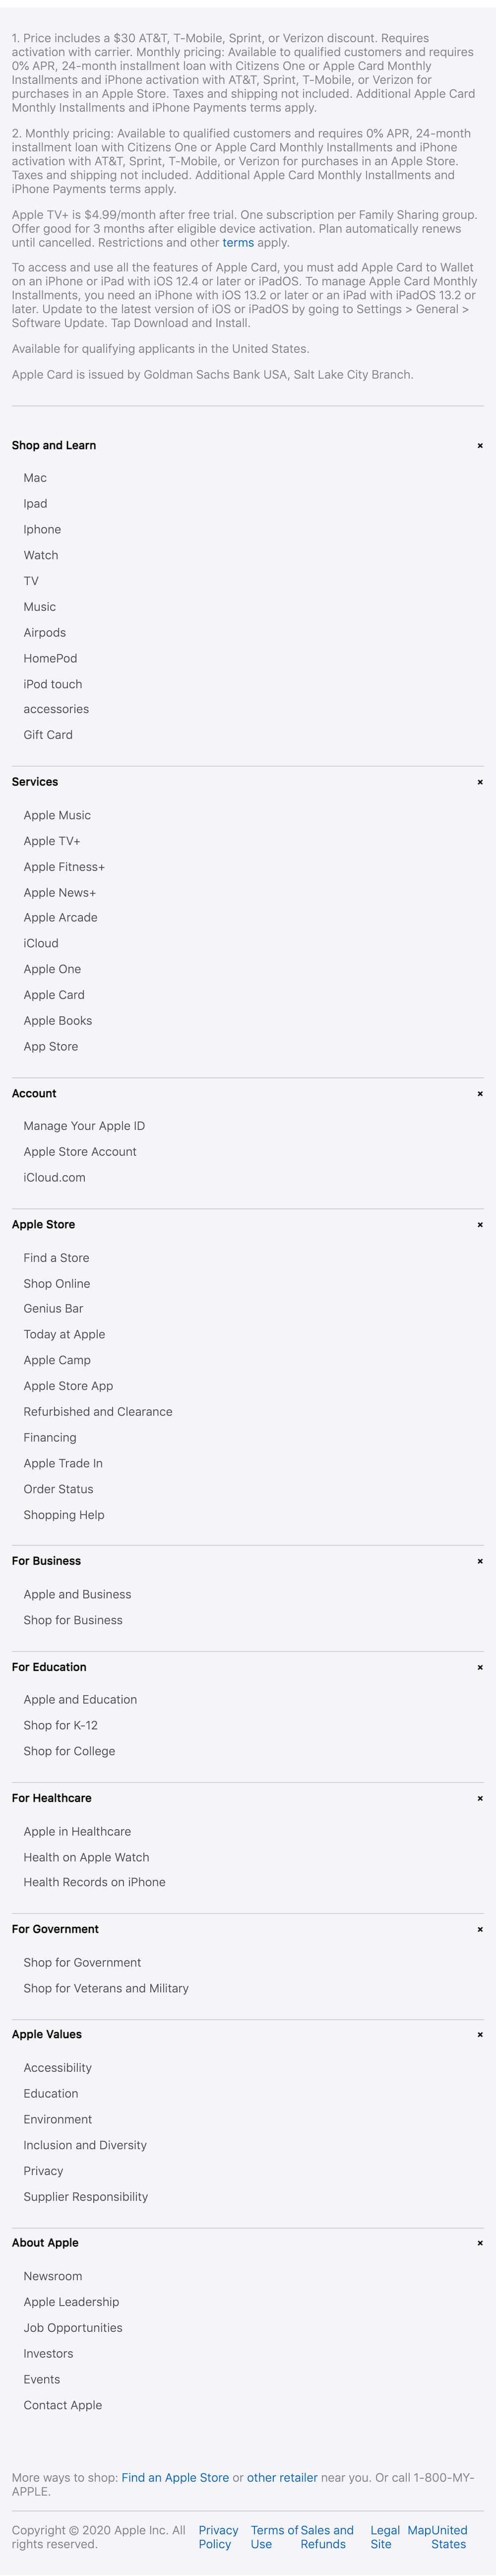 1. Price includes a $30 AT&T, T-Mobile, Sprint, or Verizon discount. Requires
activation with carrier. Monthly pricing: Available to qualified customers and requires
0% APR, 24-month installment loan with Citizens One or Apple Card Monthly
Installments and iPhone activation with AT&T, Sprint, T-Mobile, or Verizon for
purchases in an Apple Store. Taxes and shipping not included. Additional Apple Card
Monthly Installments and iPhone Payments terms apply.
2. Monthly pricing: Available to qualified customers and requires 0% APR, 24-month
installment loan with Citizens One or Apple Card Monthly Installments and iPhone
activation with AT&T, Sprint, T-Mobile, or Verizon for purchases in an Apple Store.
Taxes and shipping not included. Additional Apple Card Monthly Installments and
iPhone Payments terms apply.
Apple TV+ is $4.99/month after free trial. One subscription per Family Sharing group.
Offer good for 3 months after eligible device activation. Plan automatically renews
until cancelled. Restrictions and other terms apply.
To access and use all the features of Apple Card, you must add Apple Card to Wallet
on an iPhone or iPad with iOS 12.4 or later or iPadOS. To manage Apple Card Monthly
Installments, you need an iPhone with iOS 13.2 or later or an iPad with iPadOS 13.2 or
later. Update to the latest version of iOS or iPadOS by going to Settings > General >
Software Update. Tap Download and Install.
Available for qualifying applicants in the United States.
Apple Card is issued by Goldman Sachs Bank USA, Salt Lake City Branch.
Shop and Learn ×
Mac
Ipad
Iphone
Watch
TV
Music
Airpods
HomePod
iPod touch
accessories
Gift Card
Services ×
Apple Music
Apple TV+
Apple Fitness+
Apple News+
Apple Arcade
iCloud
Apple One
Apple Card
Apple Books
App Store
Account ×
Manage Your Apple ID
Apple Store Account
iCloud.com
Apple Store ×
Find a Store
Shop Online
Genius Bar
Today at Apple
Apple Camp
Apple Store App
Refurbished and Clearance
Financing
Apple Trade In
Order Status
Shopping Help
For Business ×
Apple and Business
Shop for Business
For Education ×
Apple and Education
Shop for K-12
Shop for College
For Healthcare ×
Apple in Healthcare
Health on Apple Watch
Health Records on iPhone
For Government ×
Shop for Government
Shop for Veterans and Military
Apple Values ×
Accessibility
Education
Environment
Inclusion and Diversity
Privacy
Supplier Responsibility
About Apple ×
Newsroom
Apple Leadership
Job Opportunities
Investors
Events
Contact Apple
More ways to shop: Find an Apple Store or other retailer near you. Or call 1-800-MY-
APPLE.
Copyright © 2020 Apple Inc. All
rights reserved.
Privacy
Policy
Terms of
Use
Sales and
Refunds
Legal
Site
Map
United
States